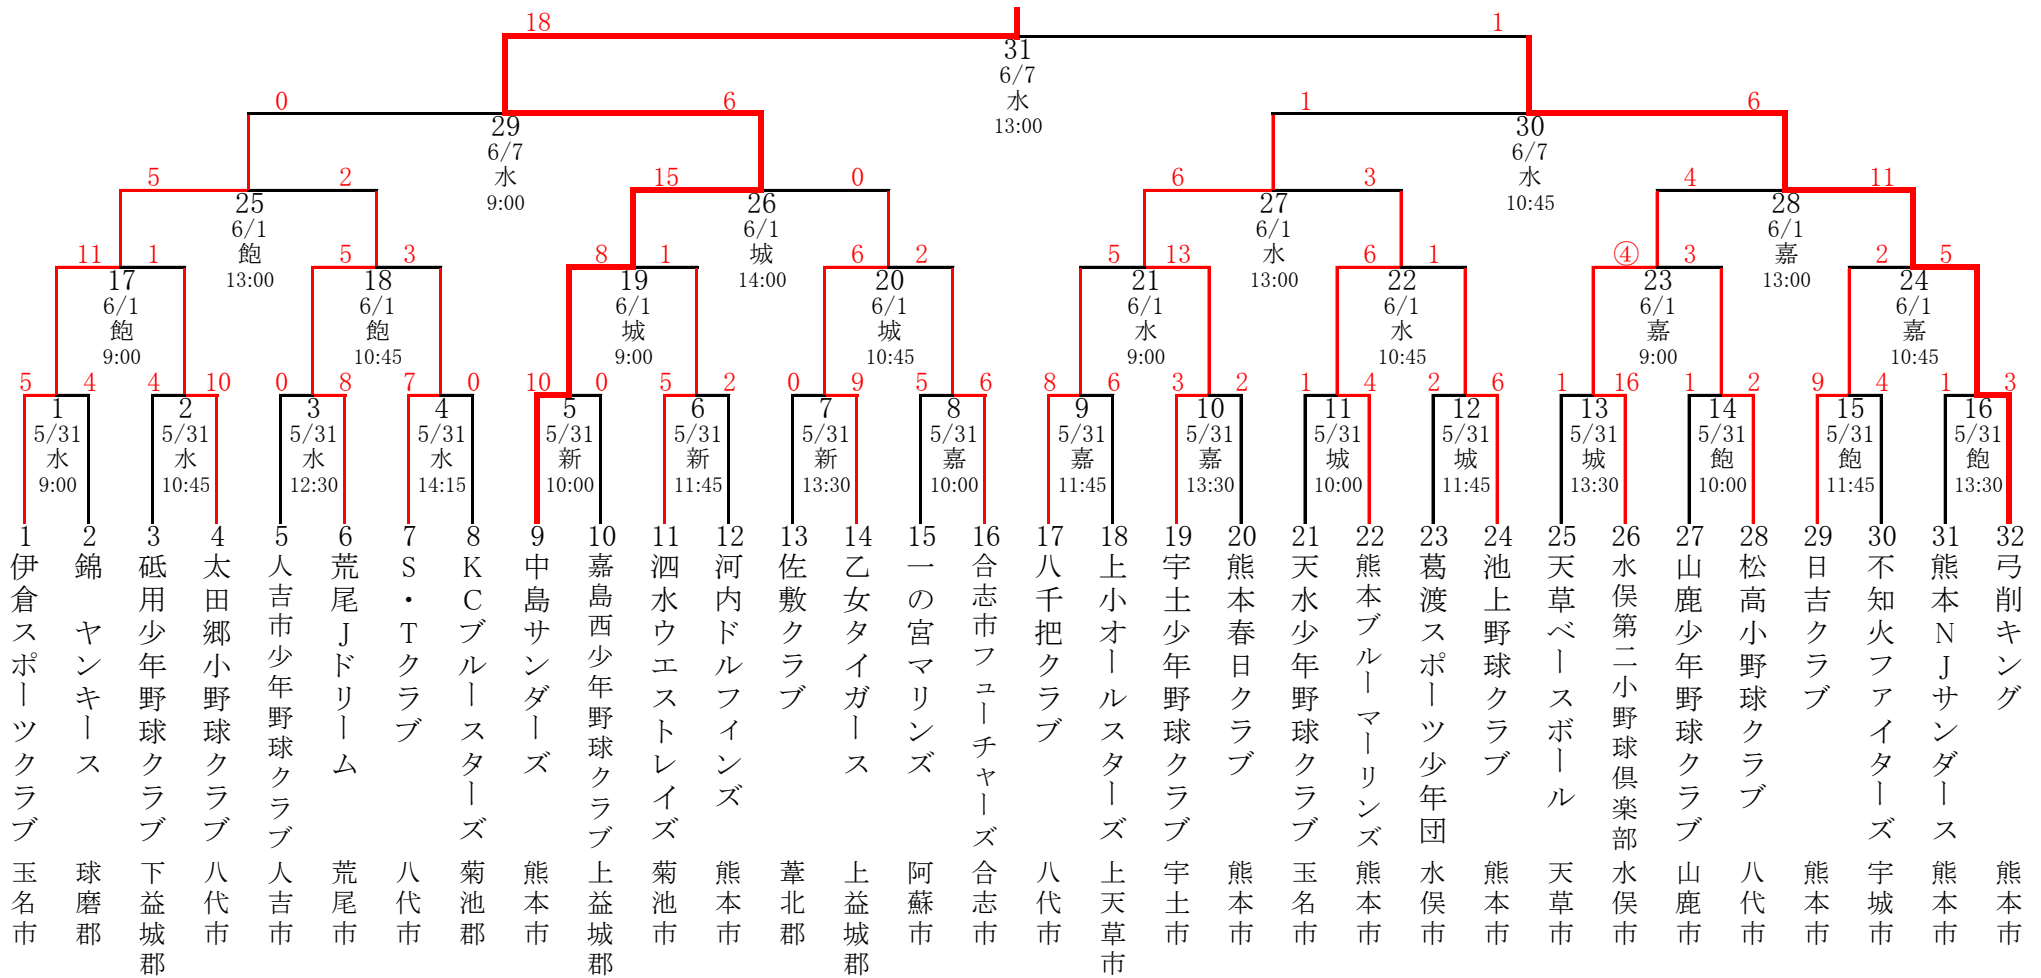 18 1
31
6/7
水
13:00
0 6 1 6
29 30
6/7 6/7
水 水
9:00 10:45
5 2 15 0 6 3 4 11
25 26 27 28
6/1 6/1 6/1 6/1
飽 城 水 嘉
13:00 14:00 13:00 13:00
11 1 5 3 8 1 6 2 5 13 6 1 ④ 3 2 5
17 18 19 20 21 22 23 24
6/1 6/1 6/1 6/1 6/1 6/1 6/1 6/1
飽 飽 城 城 水 水 嘉 嘉
9:00 10:45 9:00 10:45 9:00 10:45 9:00 10:45
5 4 4 10 0 8 7 0 10 0 5 2 0 9 5 6 8 6 3 2 1 4 2 6 1 16 1 2 9 4 1 3
1 2 3 4 5 6 7 8 9 10 11 12 13 14 15 16
5/31 5/31 5/31 5/31 5/31 5/31 5/31 5/31 5/31 5/31 5/31 5/31 5/31 5/31 5/31 5/31
水 水 水 水 新 新 新 嘉 嘉 嘉 城 城 城 飽 飽 飽
9:00 10:45 12:30 14:15 10:00 11:45 13:30 10:00 11:45 13:30 10:00 11:45 13:30 10:00 11:45 13:30
1 伊倉スポーツクラブ 玉名市
2 錦 ヤンキース 球磨郡
3 砥用少年野球クラブ 下益城郡
4 太田郷小野球クラブ 八代市
5 人吉市少年野球クラブ 人吉市
6 荒尾Jドリーム 荒尾市
7 S・Tクラブ 八代市
8 KCブルースターズ 菊池郡
9 中島サンダーズ 熊本市
10 嘉島西少年野球クラブ 上益城郡
11 泗水ウエストレイズ 菊池市
12 河内ドルフィンズ 熊本市
13 佐敷クラブ 葦北郡
14 乙女タイガース 上益城郡
15 一の宮マリンズ 阿蘇市
16 合志市フューチャーズ 合志市
17 八千把クラブ 八代市
18 上小オールスターズ 上天草市
19 宇土少年野球クラブ 宇土市
20 熊本春日クラブ 熊本市
21 天水少年野球クラブ 玉名市
22 熊本ブルーマーリンズ 熊本市
23 葛渡スポーツ少年団 水俣市
24 池上野球クラブ 熊本市
25 天草ベースボール 天草市
26 水俣第二小野球倶楽部 水俣市
27 山鹿少年野球クラブ 山鹿市
28 松高小野球クラブ 八代市
29 日吉クラブ 熊本市
30 不知火ファイターズ 宇城市
31 熊本NJサンダース 熊本市
32 弓削キング 熊本市